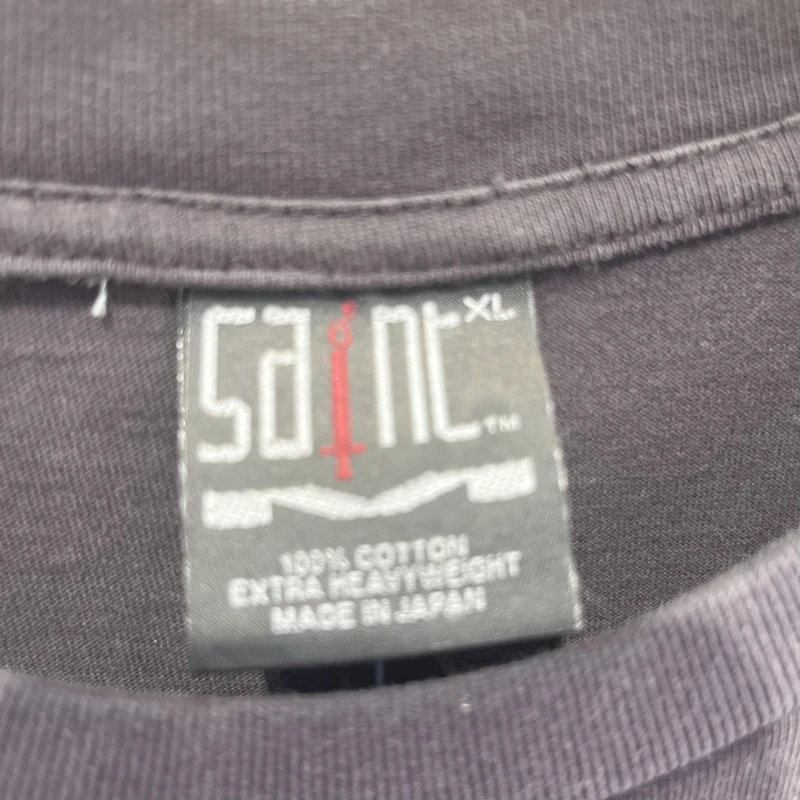 SAINT XL
TM
100% COTTON
EXTRA HEAVYWEIGHT
MADE IN JAPAN